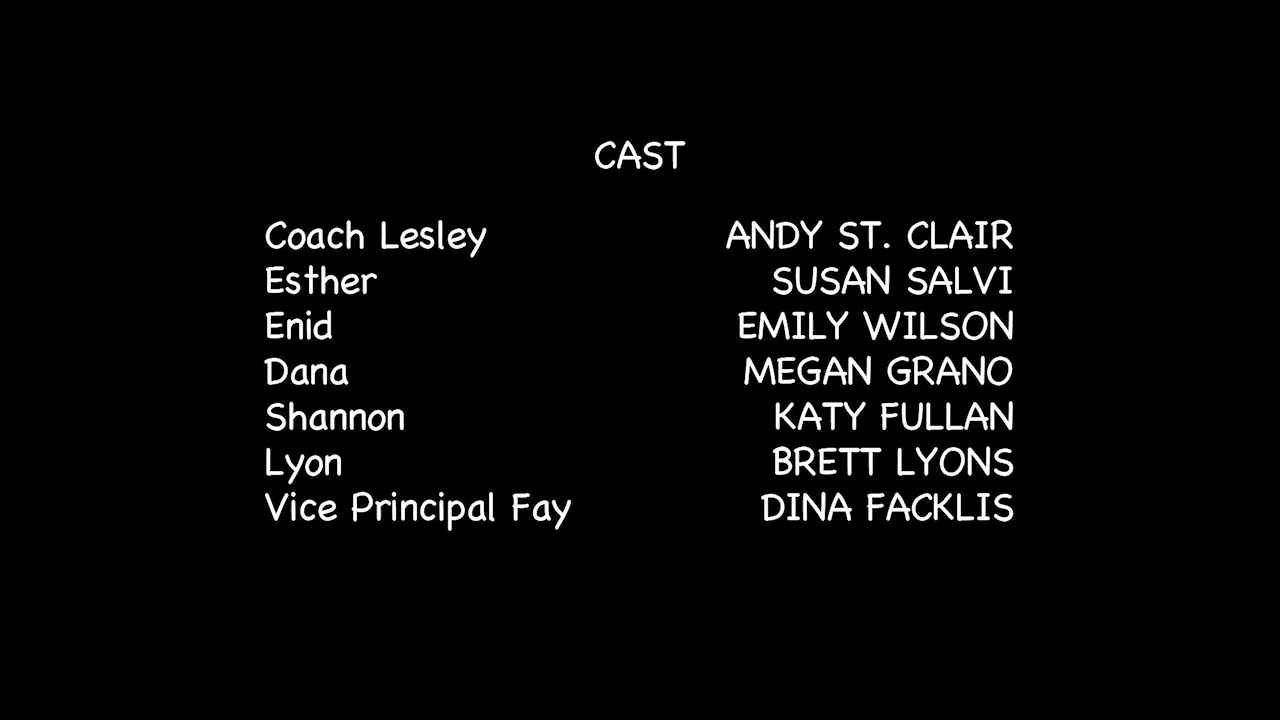 CAST
Coach Lesley ANDY ST. CLAIR
Esther SUSAN SALVI
Enid EMILY WILSON
Dana MEGAN GRANO
Shannon KATY FULLAN
Lyon BRETT LYONS
Vice Principal Fay DINA FACKLIS